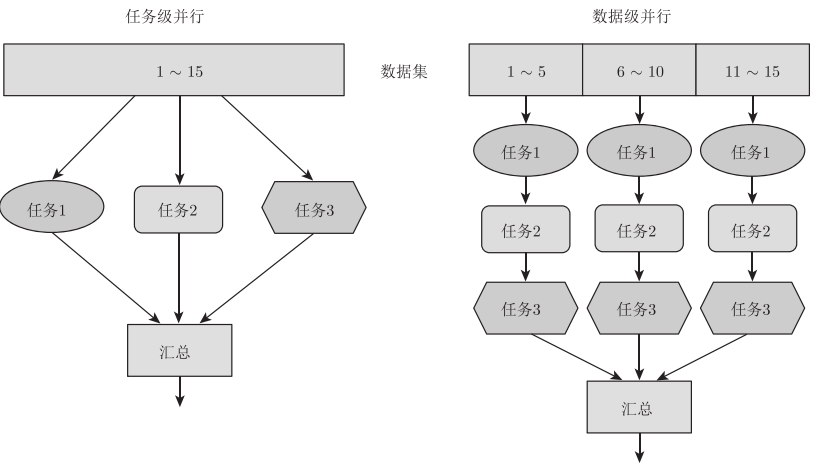 任务级并行
数据级并行
1 ~ 15
数据集
1 ~ 5
6 ~ 10
11 ~ 15
任务1
任务2
任务3
汇总
任务1
任务1
任务1
任务2
任务2
任务2
任务3
任务3
任务3
汇总